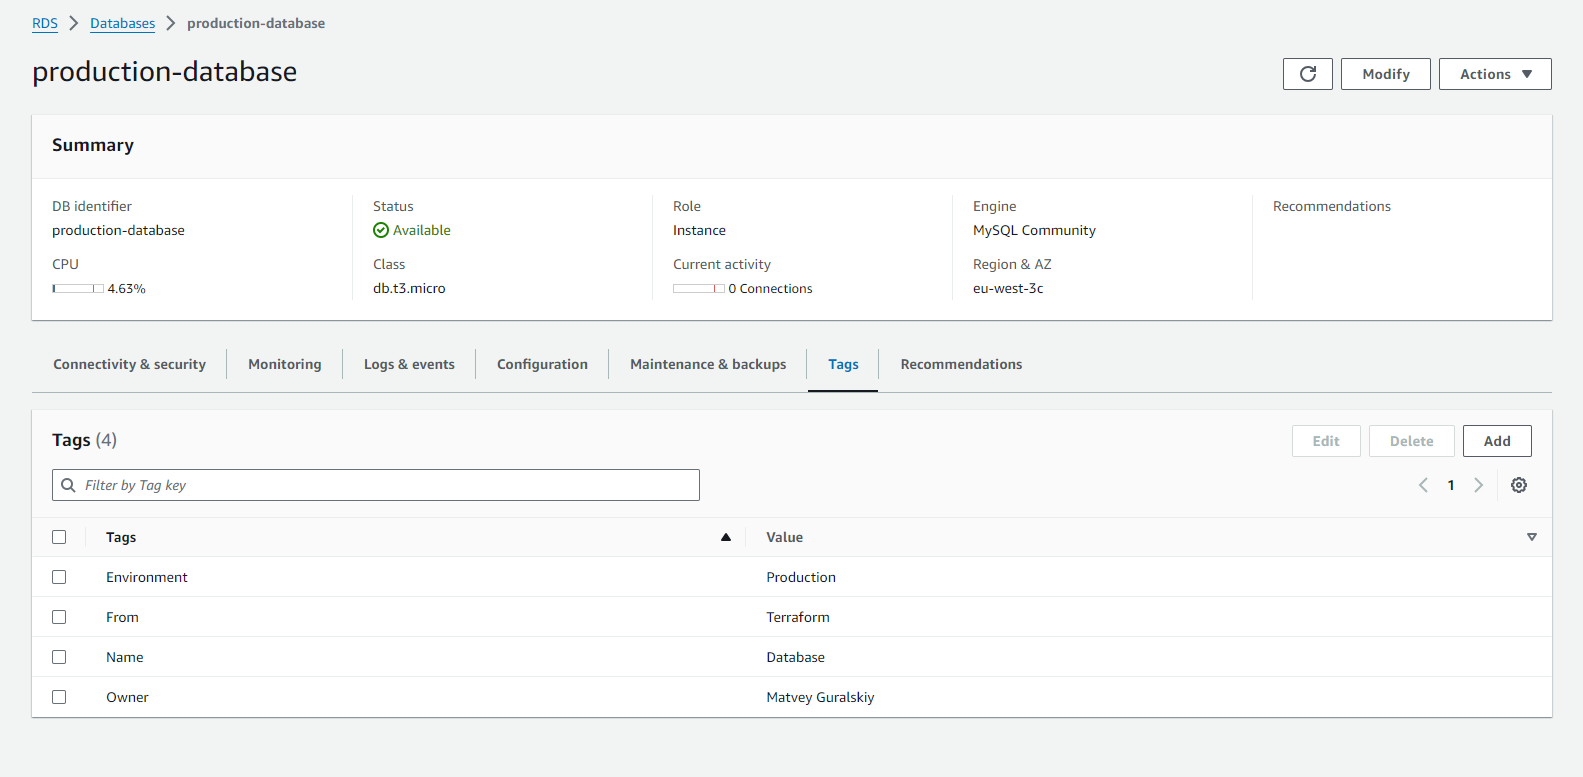 RDS > Databases > production-database
production-database
Modify
Actions
Summary
DB identifier
production-database
Status
Available
Role
Instance
Engine
MySQL Community
Recommendations
CPU
4.63%
Class
db.t3.micro
Current activity
0 Connections
Region & AZ
eu-west-3c
Connectivity & security
Monitoring
Logs & events
Configuration
Maintenance & backups
Tags
Recommendations
Tags (4)
Edit
Delete
Add
Filter by Tag key
1
Tags Value
Environment Production
From Terraform
Name Database
Owner Matvey Guralskiy